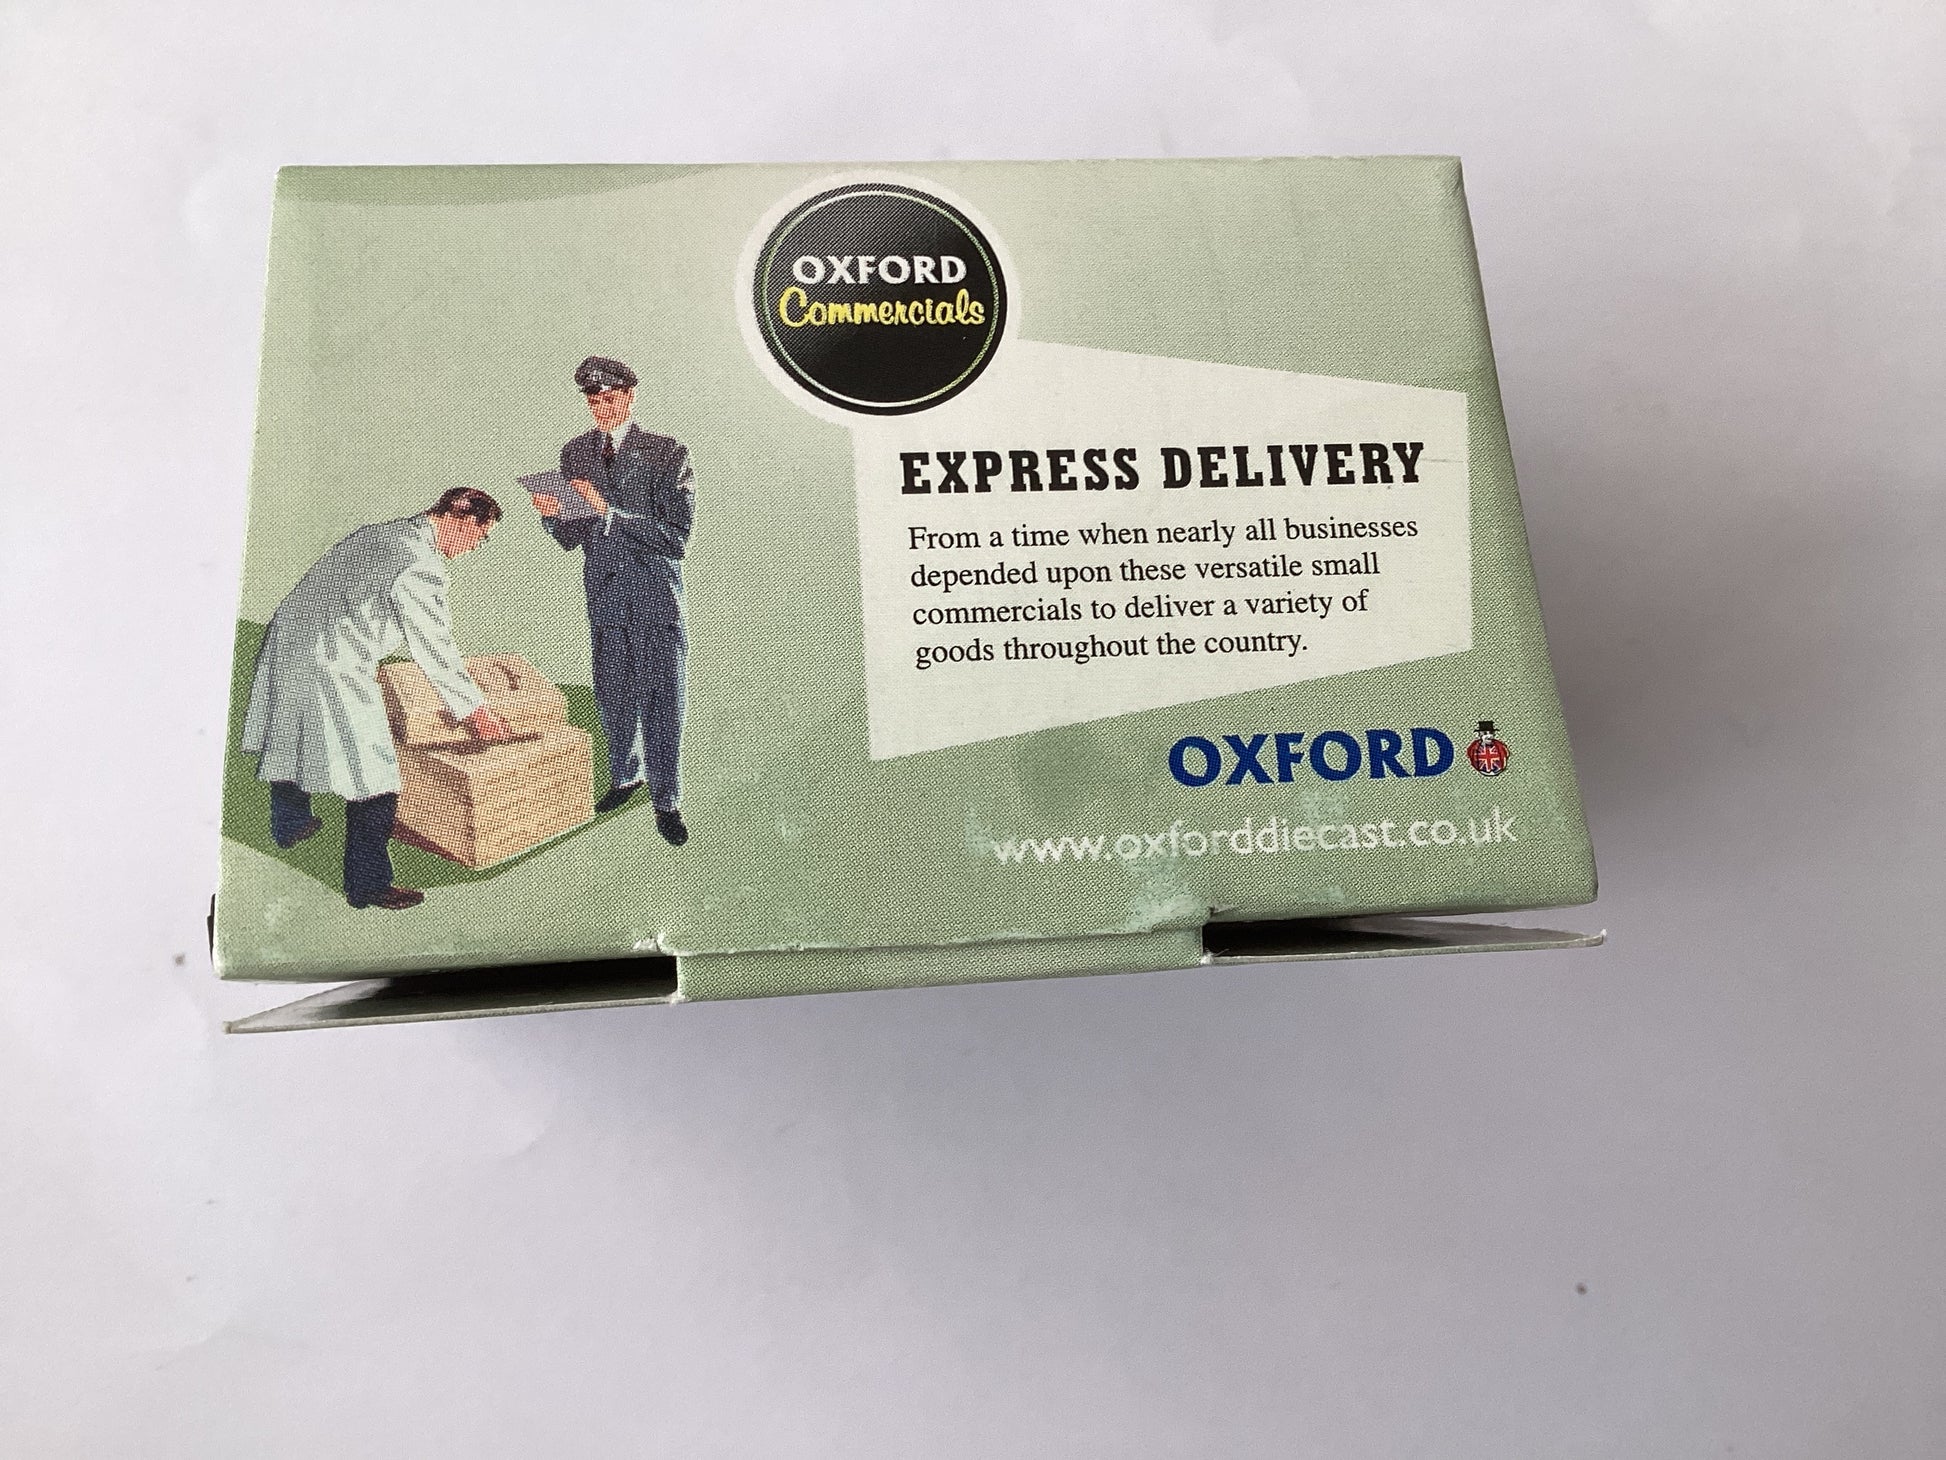 OXFORD
Commercials
EXPRESS DELIVERY
From a time when nearly all businesses
depended upon these versatile small
commercials to deliver a variety of
goods throughout the country.
OXFORD
www.oxforddiecast.co.uk